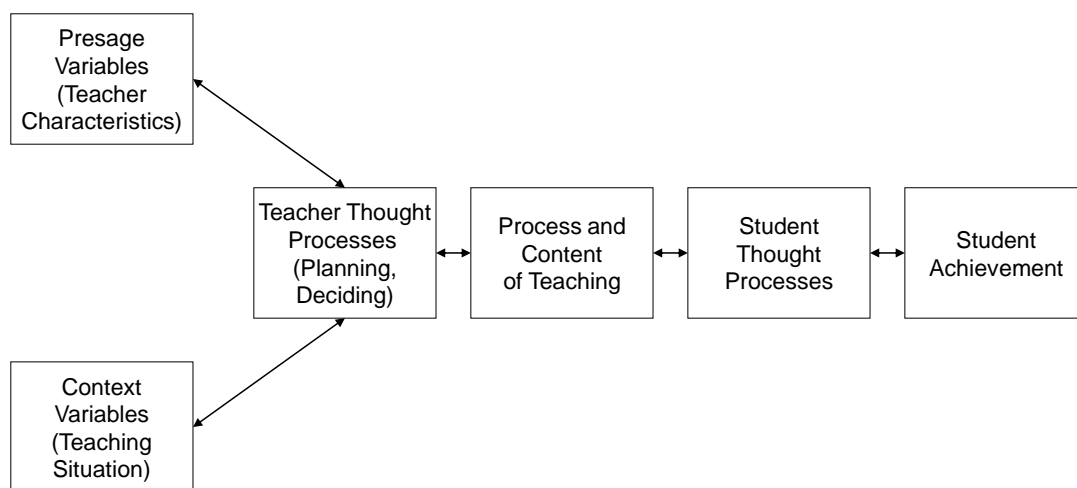 Presage
Variables
(Teacher
Characteristics)
Teacher Thought
Processes
(Planning,
Deciding)
Process and
Content
of Teaching
Student
Thought
Processes
Student
Achievement
Context
Variables
(Teaching
Situation)